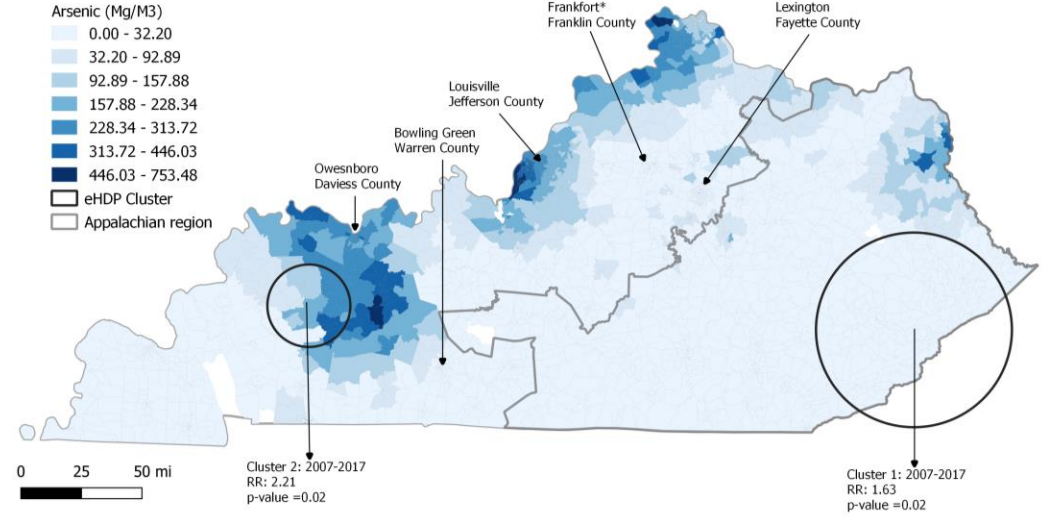 Arsenic (Mg/M3)
0.00 - 32.20
32.20 - 92.89
92.89 - 157.88
157.88 - 228.34
228.34 - 313.72
313.72 - 446.03
446.03 - 753.48
eHDP Cluster
Appalachian region
Frankfort*
Franklin County
Lexington
Fayette County
Louisville
Jefferson County
Bowling Green
Warren County
Owesnboro
Daviess County
0 25 50 mi
Cluster 2: 2007-2017
RR: 2.21
p-value =0.02
Cluster 1: 2007-2017
RR: 1.63
p-value =0.02